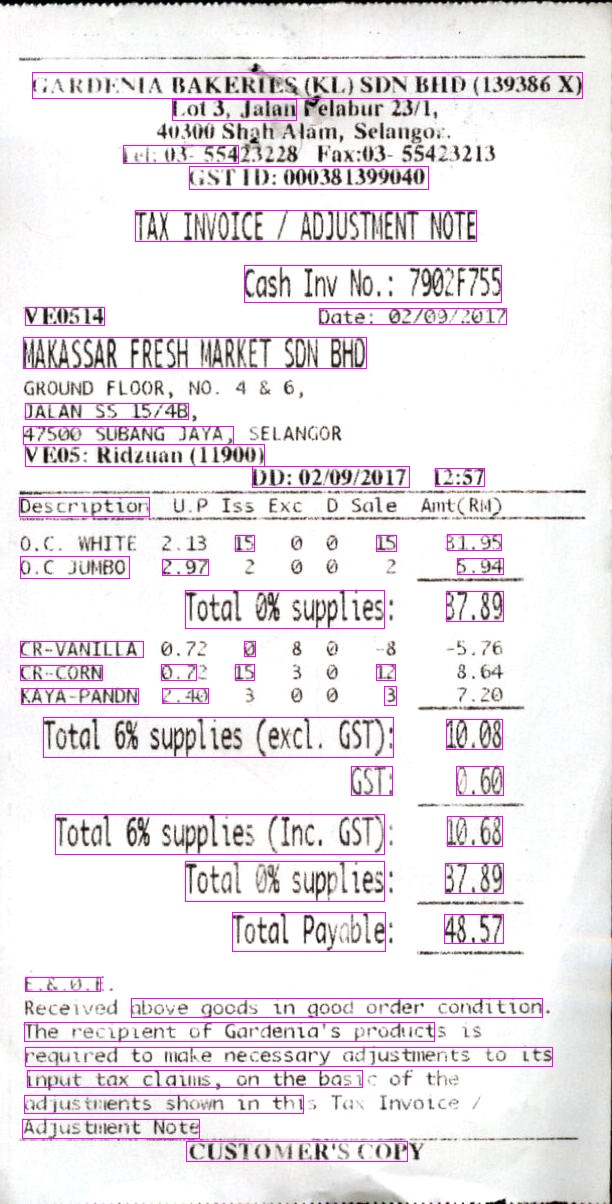 GARDENIA BAKERIES (KL) SDN BHD (139386 X)
Lot 3, Jalan Pelabur 23/1,
40300 Shah Alam, Selangor.
Tel: 03- 55423228 Fax:03- 55423213
GST ID: 000381399040
TAX INVOICE / ADJUSTMENT NOTE
Cash Inv No.: 7902F755
VE0514 Date: 02/09/2017
MAKASSAR FRESH MARKET SDN BHD
GROUND FLOOR, NO. 4 & 6,
JALAN SS 15/4B,
47500 SUBANG JAYA, SELANGOR
VE05: Ridzuan (11900)
DD: 02/09/2017 12:57
Description U.P Iss Exc D Sale Amt(RM)
O.C. WHITE 2.13 15 0 0 15 31.95
O.C JUMBO 2.97 2 0 0 2 5.94
Total 0% supplies: 37.89
CR-VANILLA 0.72 0 8 0 -8 -5.76
CR-CORN 0.72 15 3 0 12 8.64
KAYA-PANDN 2.40 3 0 0 3 7.20
Total 6% supplies (excl. GST): 10.08
GST: 0.60
Total 6% supplies (Inc. GST): 10.68
Total 0% supplies: 37.89
Total Payable: 48.57
E.&.O.E.
Received above goods in good order condition.
The recipient of Gardenia's products is
required to make necessary adjustments to its
input tax claims, on the basic of the
adjustments shown in this Tax Invoice /
Adjustment Note
CUSTOMER'S COPY